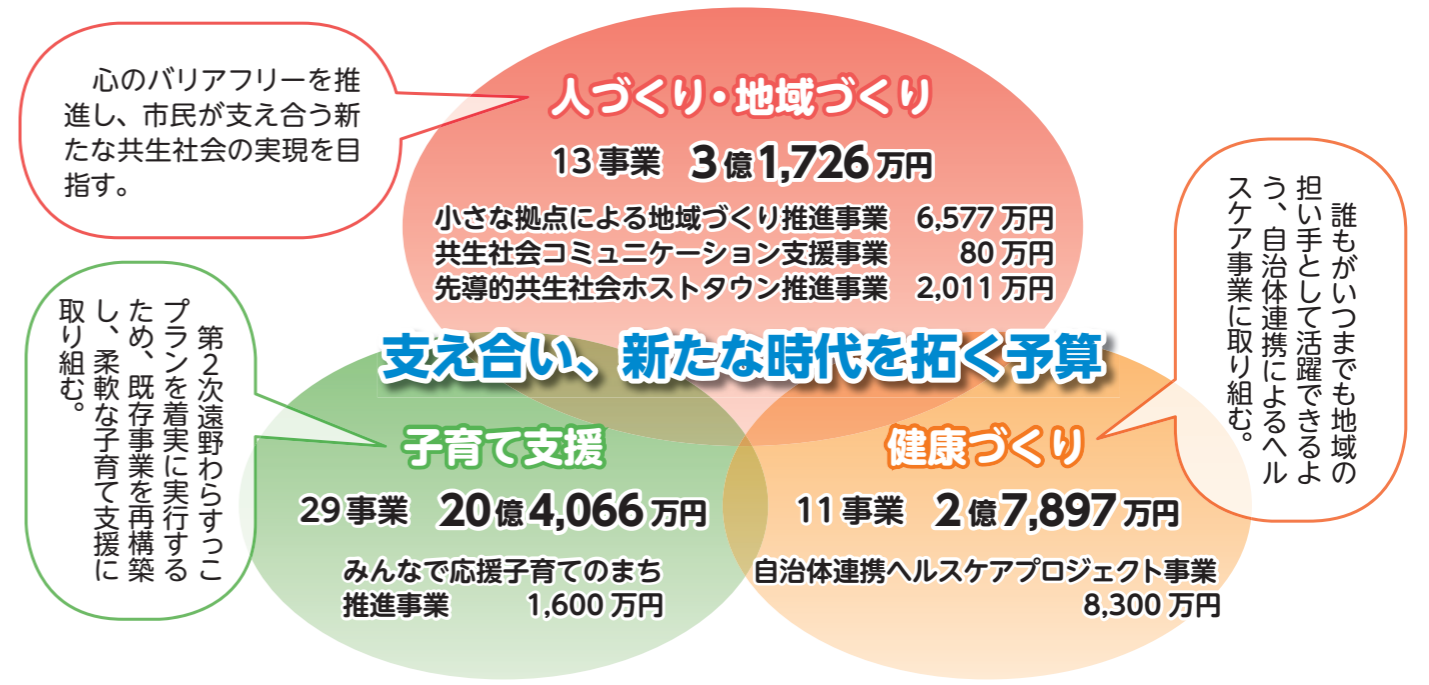 心のバリアフリーを推
進し、市民が支え合う新
たな共生社会の実現を目
指す。
人づくり・地域づくり
13事業 3億1,726万円
小さな拠点による地域づくり推進事業 6,577万円
共生社会コミュニケーション支援事業 80万円
先導的共生社会ホストタウン推進事業 2,011万円
誰もがいつまでも地域の
担い手として活躍できるよ
う、自治体連携によるヘル
スケア事業に取り組む。
支え合い、新たな時代を拓く予算
第2次遠野わらすっこ
プランを着実に実行する
ため、既存事業を再構築
し、柔軟な子育て支援に
取り組む。
子育て支援
29事業 20億4,066万円
みんなで応援子育てのまち
推進事業 1,600万円
健康づくり
11事業 2億7,897万円
自治体連携ヘルスケアプロジェクト事業
8,300万円